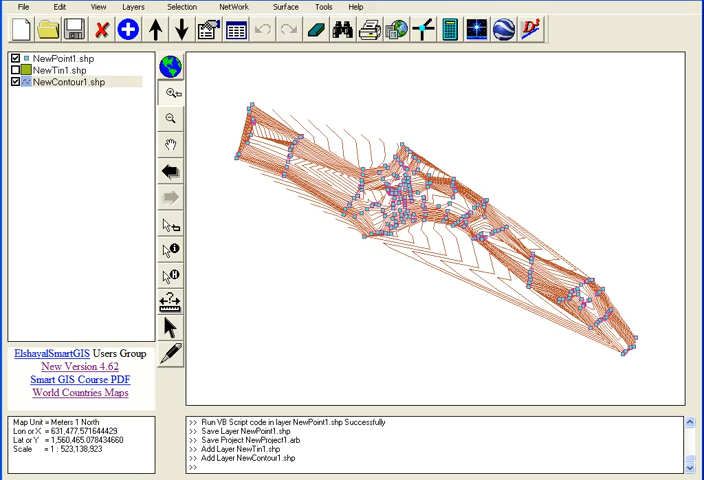 File Edit View Layers Selection NetWork Surface Tools Help
NewPoint1.shp
NewTin1.shp
NewContour1.shp
ElshayalSmartGIS Users Group
New Version 4.62
Smart GIS Course PDF
World Countries Maps
Map Unit = Meters 1 North
Lon or X = 631,477.571644429
Lat or Y = 1,560,465.078434660
Scale = 1 : 523,138,923
>> Run VB Script code in layer NewPoint1.shp Successfully
>> Save Layer NewPoint1.shp
>> Save Project NewProject1.arb
>> Add Layer NewTin1.shp
>> Add Layer NewContour1.shp
>>